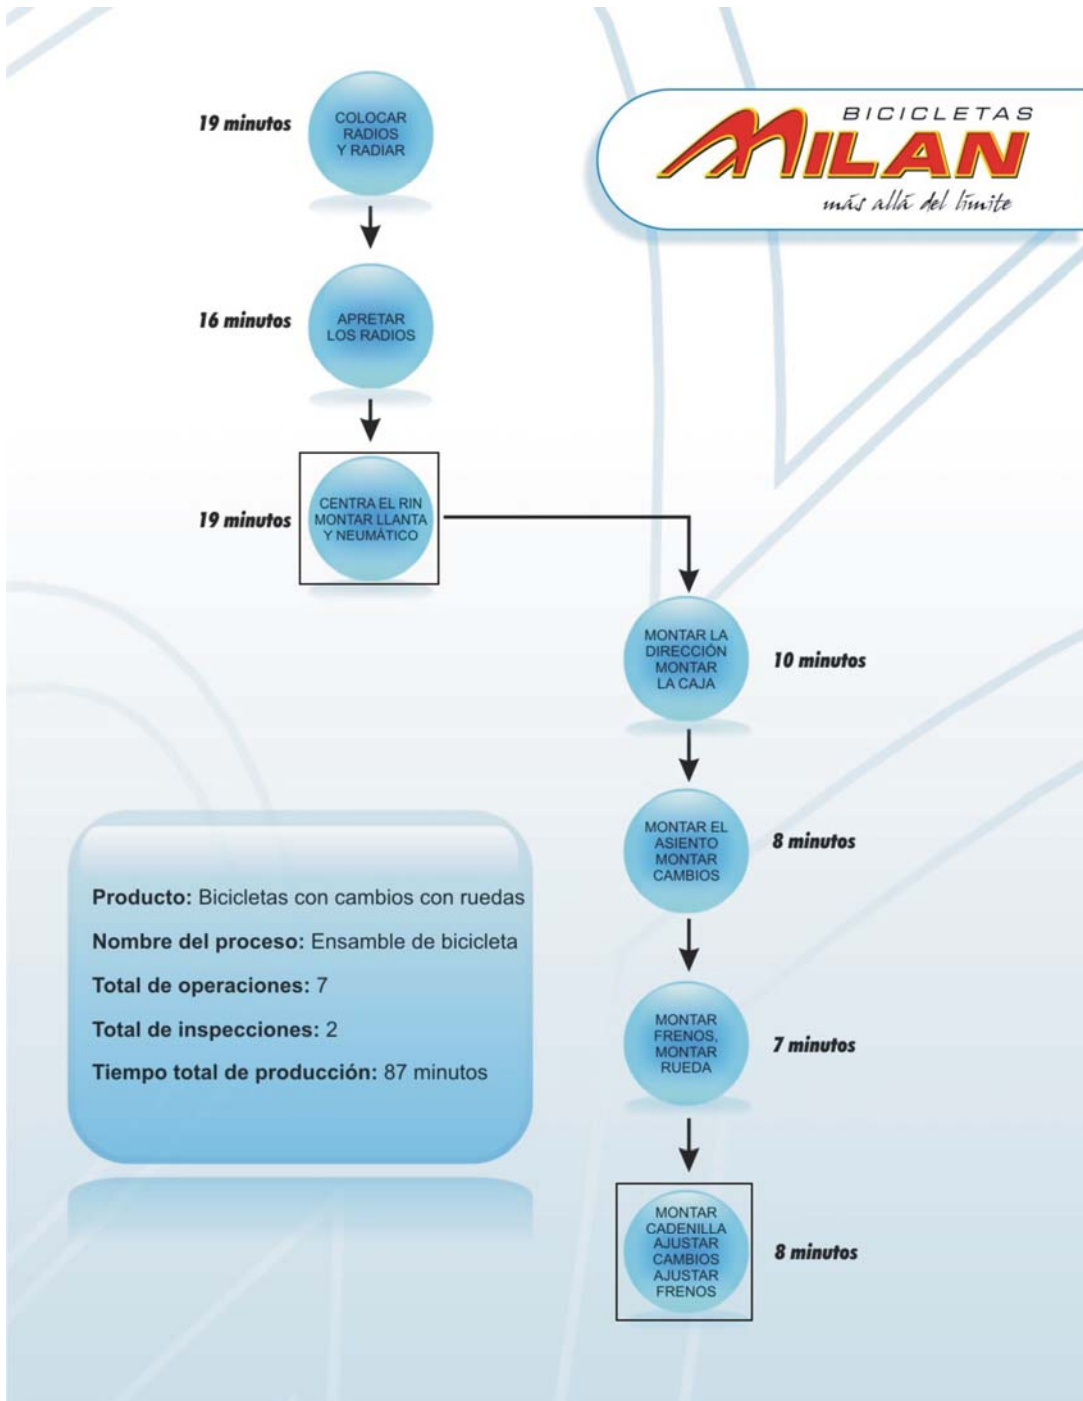 BICICLETAS
MILAN
más allá del límite
19 minutos
COLOCAR
RADIOS
Y RADIAR
16 minutos
APRETAR
LOS RADIOS
19 minutos
CENTRA EL RIN
MONTAR LLANTA
Y NEUMÁTICO
MONTAR LA
DIRECCIÓN
MONTAR
LA CAJA
10 minutos
MONTAR EL
ASIENTO
MONTAR
CAMBIOS
8 minutos
MONTAR
FRENOS,
MONTAR
RUEDA
7 minutos
MONTAR
CADENILLA
AJUSTAR
CAMBIOS
AJUSTAR
FRENOS
8 minutos
Producto: Bicicletas con cambios con ruedas
Nombre del proceso: Ensamble de bicicleta
Total de operaciones: 7
Total de inspecciones: 2
Tiempo total de producción: 87 minutos